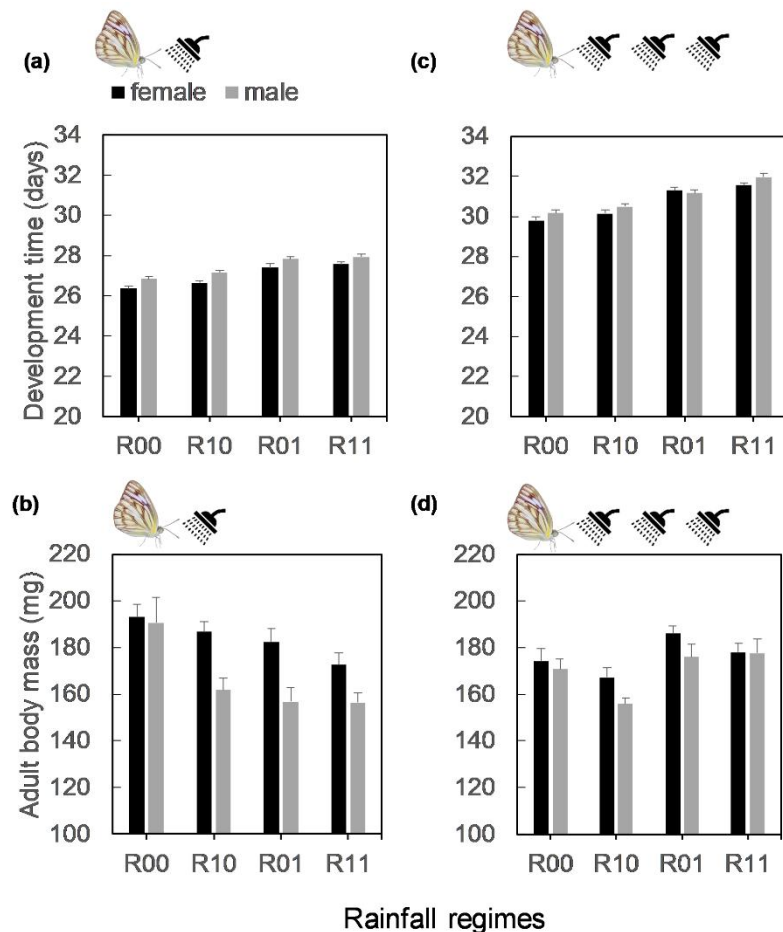 (a)
female male
Development time (days)
34
32
30
28
26
24
22
20
R00 R10 R01 R11
(c)
34
32
30
28
26
24
22
20
R00 R10 R01 R11
(b)
Adult body mass (mg)
220
200
180
160
140
120
100
R00 R10 R01 R11
(d)
220
200
180
160
140
120
100
R00 R10 R01 R11
Rainfall regimes